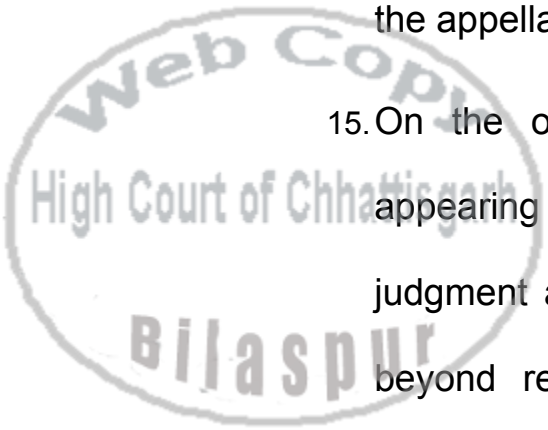 the appella
Web Copy
15. On the o
High Court of Chhattisgarh
appearing
judgment a
Bilaspur
beyond re